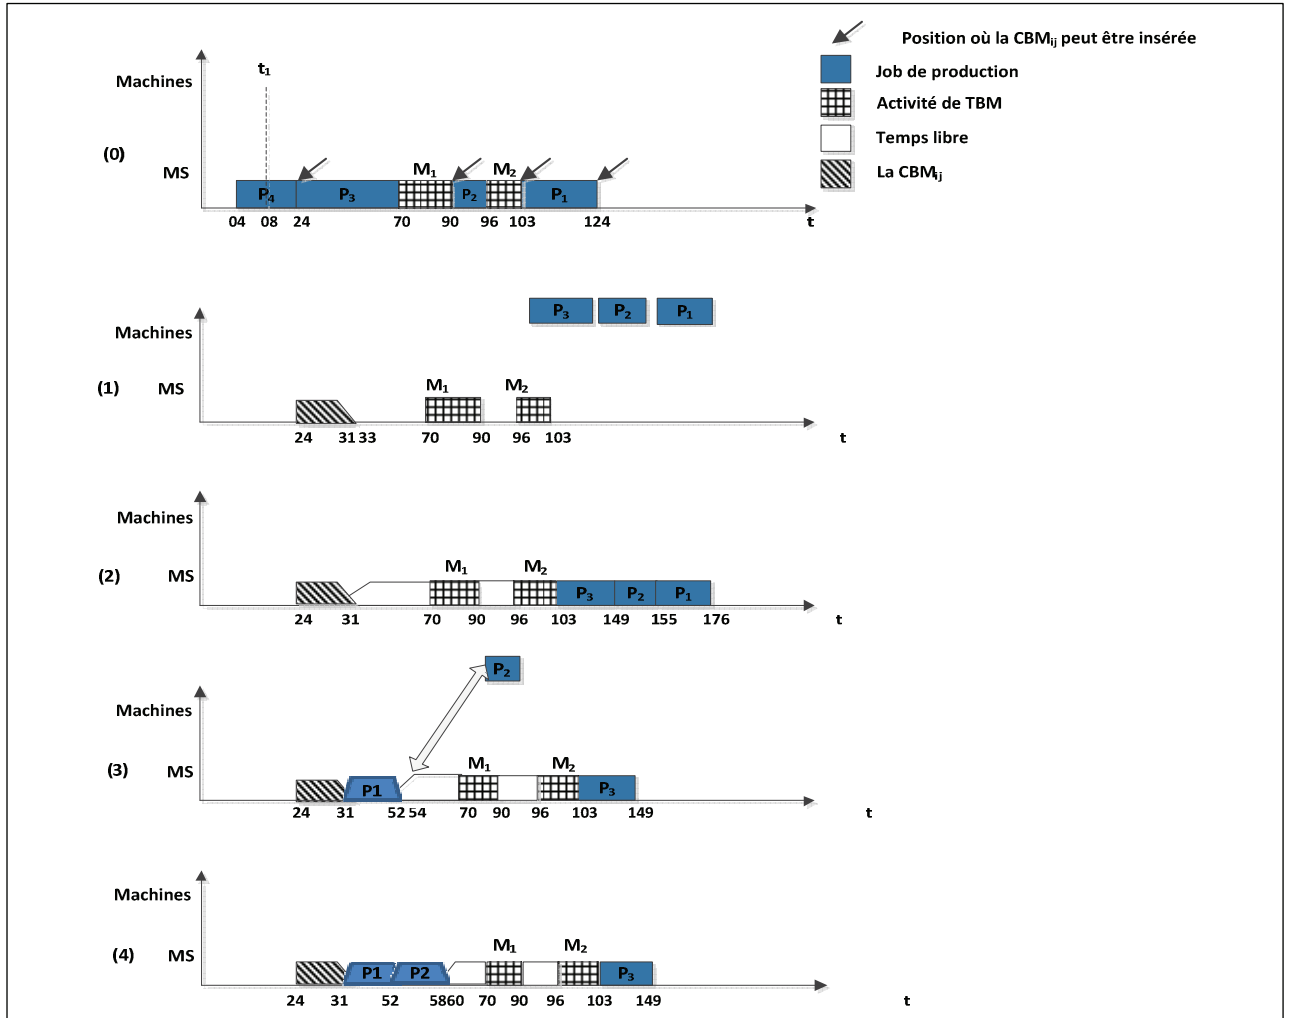 Position où la CBMij peut être insérée
Job de production
Activité de TBM
Temps libre
La CBMij
Machines
t1
(0)
MS
P4 P3 M1 P2 M2 P1
04 08 24 70 90 96 103 124 t
P3 P2 P1
Machines
(1) MS
M1 M2
24 31 33 70 90 96 103 t
Machines
(2) MS
M1 M2
P3 P2 P1
24 31 70 90 96 103 149 155 176 t
P2
Machines
(3) MS
M1 M2
P1 P3
24 31 52 54 70 90 96 103 149 t
Machines
(4) MS
M1 M2
P1 P2 P3
24 31 52 58 60 70 90 96 103 149 t